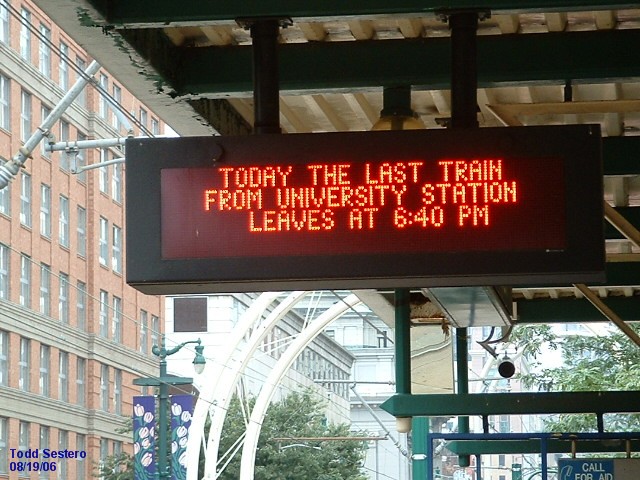 TODAY THE LAST TRAIN
FROM UNIVERSITY STATION
LEAVES AT 6:40 PM
CALL
FOR AID
Todd Sestero
08/19/06